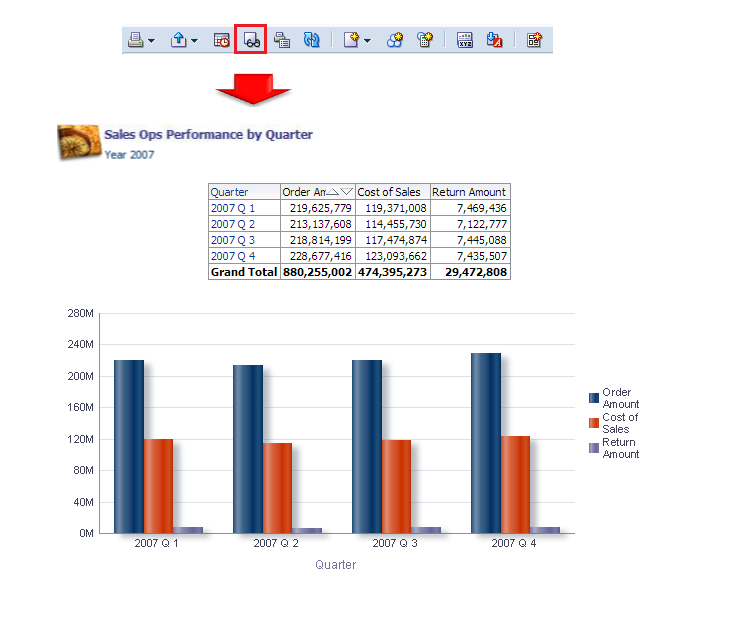 XYZ
Sales Ops Performance by Quarter
Year 2007
Quarter Order Am Cost of Sales Return Amount
2007 Q 1 219,625,779 119,371,008 7,469,436
2007 Q 2 213,137,608 114,455,730 7,122,777
2007 Q 3 218,814,199 117,474,874 7,445,088
2007 Q 4 228,677,416 123,093,662 7,435,507
Grand Total 880,255,002 474,395,273 29,472,808
280M
240M
200M
160M
120M
80M
40M
0M
2007 Q 1 2007 Q 2 2007 Q 3 2007 Q 4
Quarter
Order
Amount
Cost of
Sales
Return
Amount